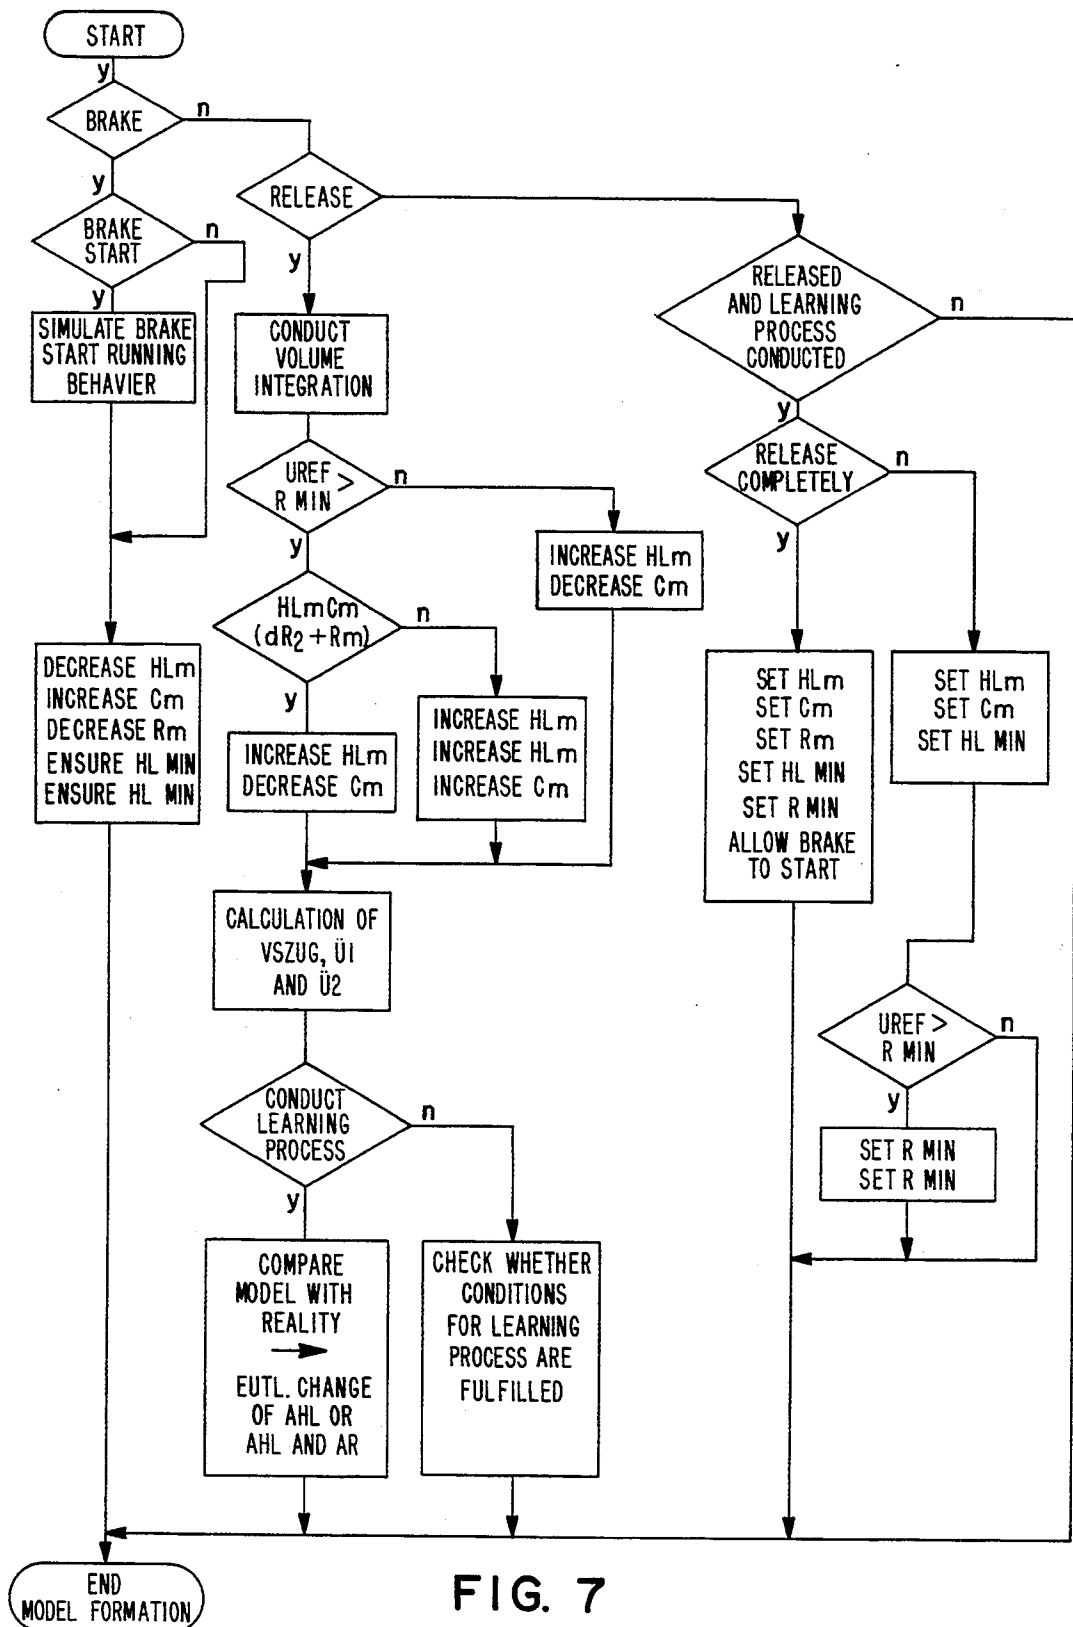 START
y
BRAKE
n
y
BRAKE
START
n
y
SIMULATE BRAKE
START RUNNING
BEHAVIER
DECREASE HLm
INCREASE Cm
DECREASE Rm
ENSURE HL MIN
ENSURE HL MIN
RELEASE
y
CONDUCT
VOLUME
INTEGRATION
UREF >
R MIN
n
y
INCREASE HLm
DECREASE Cm
HLmCm
(dR2+Rm)
n
y
INCREASE HLm
DECREASE Cm
INCREASE HLm
INCREASE HLm
INCREASE Cm
CALCULATION OF
VSZUG, Ü1
AND Ü2
CONDUCT
LEARNING
PROCESS
n
y
COMPARE
MODEL WITH
REALITY
→
EUTL. CHANGE
OF AHL OR
AHL AND AR
CHECK WHETHER
CONDITIONS
FOR LEARNING
PROCESS ARE
FULFILLED
RELEASED
AND LEARNING
PROCESS
CONDUCTED
n
y
RELEASE
COMPLETELY
n
y
SET HLm
SET Cm
SET Rm
SET HL MIN
SET R MIN
ALLOW BRAKE
TO START
SET HLm
SET Cm
SET HL MIN
UREF >
R MIN
n
y
SET R MIN
SET R MIN
END
MODEL FORMATION
FIG. 7